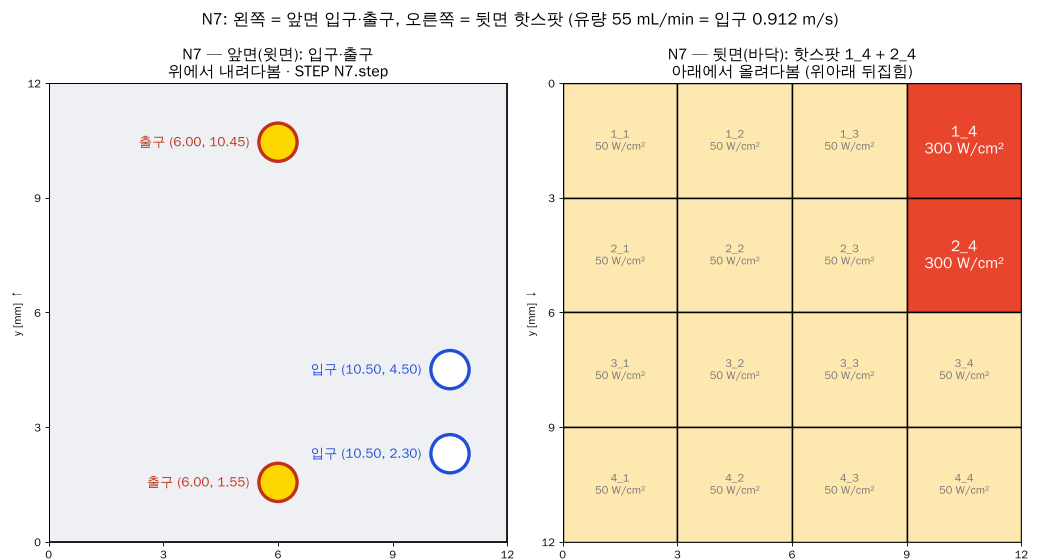 N7: 왼쪽 = 앞면 입구·출구, 오른쪽 = 뒷면 핫스팟 (유량 55 mL/min = 입구 0.912 m/s)
N7 — 앞면(윗면): 입구·출구
위에서 내려다봄 · STEP N7.step
12
9
6
3
0
y [mm] ↑
출구 (6.00, 10.45)
입구 (10.50, 4.50)
입구 (10.50, 2.30)
출구 (6.00, 1.55)
0
3
6
9
12
N7 — 뒷면(바닥): 핫스팟 1_4 + 2_4
아래에서 올려다봄 (위아래 뒤집힘)
0
3
6
9
12
y [mm] ↓
1_1
50 W/cm²
1_2
50 W/cm²
1_3
50 W/cm²
1_4
300 W/cm²
2_1
50 W/cm²
2_2
50 W/cm²
2_3
50 W/cm²
2_4
300 W/cm²
3_1
50 W/cm²
3_2
50 W/cm²
3_3
50 W/cm²
3_4
50 W/cm²
4_1
50 W/cm²
4_2
50 W/cm²
4_3
50 W/cm²
4_4
50 W/cm²
0
3
6
9
12